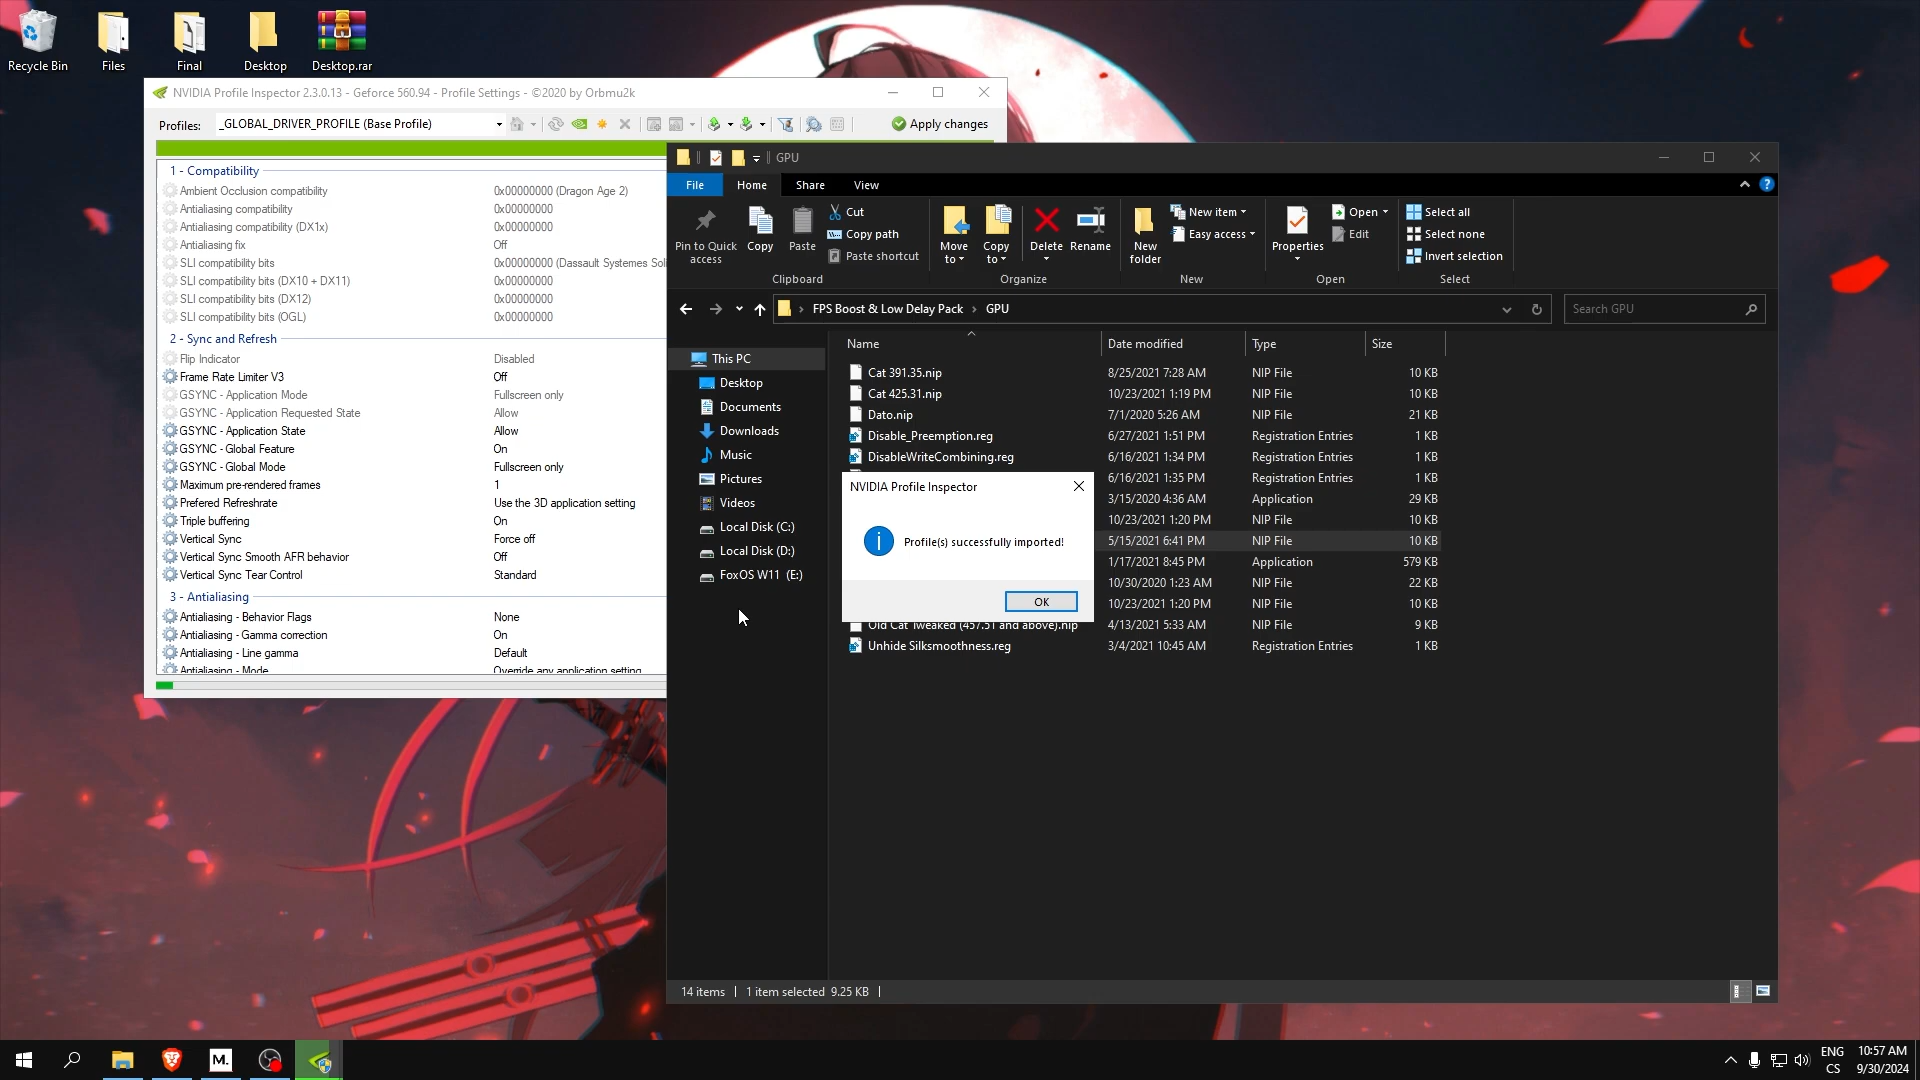 Recycle Bin
Files
Final
Desktop
Desktop.rar
NVIDIA Profile Inspector 2.3.0.13 - Geforce 560.94 - Profile Settings - ©2020 by Orbmu2k
Profiles:
_GLOBAL_DRIVER_PROFILE (Base Profile)
Apply changes
1 - Compatibility
Ambient Occlusion compatibility 0x00000000 (Dragon Age 2)
Antialiasing compatibility 0x00000000
Antialiasing compatibility (DX1x) 0x00000000
Antialiasing fix Off
SLI compatibility bits 0x00000000 (Dassault Systemes Soli
SLI compatibility bits (DX10 + DX11) 0x00000000
SLI compatibility bits (DX12) 0x00000000
SLI compatibility bits (OGL) 0x00000000
2 - Sync and Refresh
Flip Indicator Disabled
Frame Rate Limiter V3 Off
GSYNC - Application Mode Fullscreen only
GSYNC - Application Requested State Allow
GSYNC - Application State Allow
GSYNC - Global Feature On
GSYNC - Global Mode Fullscreen only
Maximum pre-rendered frames 1
Prefered Refreshrate Use the 3D application setting
Triple buffering On
Vertical Sync Force off
Vertical Sync Smooth AFR behavior Off
Vertical Sync Tear Control Standard
3 - Antialiasing
Antialiasing - Behavior Flags None
Antialiasing - Gamma correction On
Antialiasing - Line gamma Default
Antialiasing - Mode Override any application setting
GPU
File Home Share View
Pin to Quick access
Copy
Paste
Cut
Copy path
Paste shortcut
Clipboard
Move to
Copy to
Delete
Rename
Organize
New folder
New item
Easy access
New
Properties
Open
Edit
Open
Select all
Select none
Invert selection
Select
FPS Boost & Low Delay Pack > GPU
Search GPU
This PC
Desktop
Documents
Downloads
Music
Pictures
Videos
Local Disk (C:)
Local Disk (D:)
FoxOS W11 (E:)
Name Date modified Type Size
Cat 391.35.nip 8/25/2021 7:28 AM NIP File 10 KB
Cat 425.31.nip 10/23/2021 1:19 PM NIP File 10 KB
Dato.nip 7/1/2020 5:26 AM NIP File 21 KB
Disable_Preemption.reg 6/27/2021 1:51 PM Registration Entries 1 KB
DisableWriteCombining.reg 6/16/2021 1:34 PM Registration Entries 1 KB
6/16/2021 1:35 PM Registration Entries 1 KB
3/15/2020 4:36 AM Application 29 KB
10/23/2021 1:20 PM NIP File 10 KB
5/15/2021 6:41 PM NIP File 10 KB
1/17/2021 8:45 PM Application 579 KB
10/30/2020 1:23 AM NIP File 22 KB
10/23/2021 1:20 PM NIP File 10 KB
Old Cat Tweaked (457.51 and above).nip 4/13/2021 5:33 AM NIP File 9 KB
Unhide Silksmoothness.reg 3/4/2021 10:45 AM Registration Entries 1 KB
NVIDIA Profile Inspector
Profile(s) successfully imported!
OK
14 items
1 item selected 9.25 KB
M.
ENG
CS
10:57 AM
9/30/2024